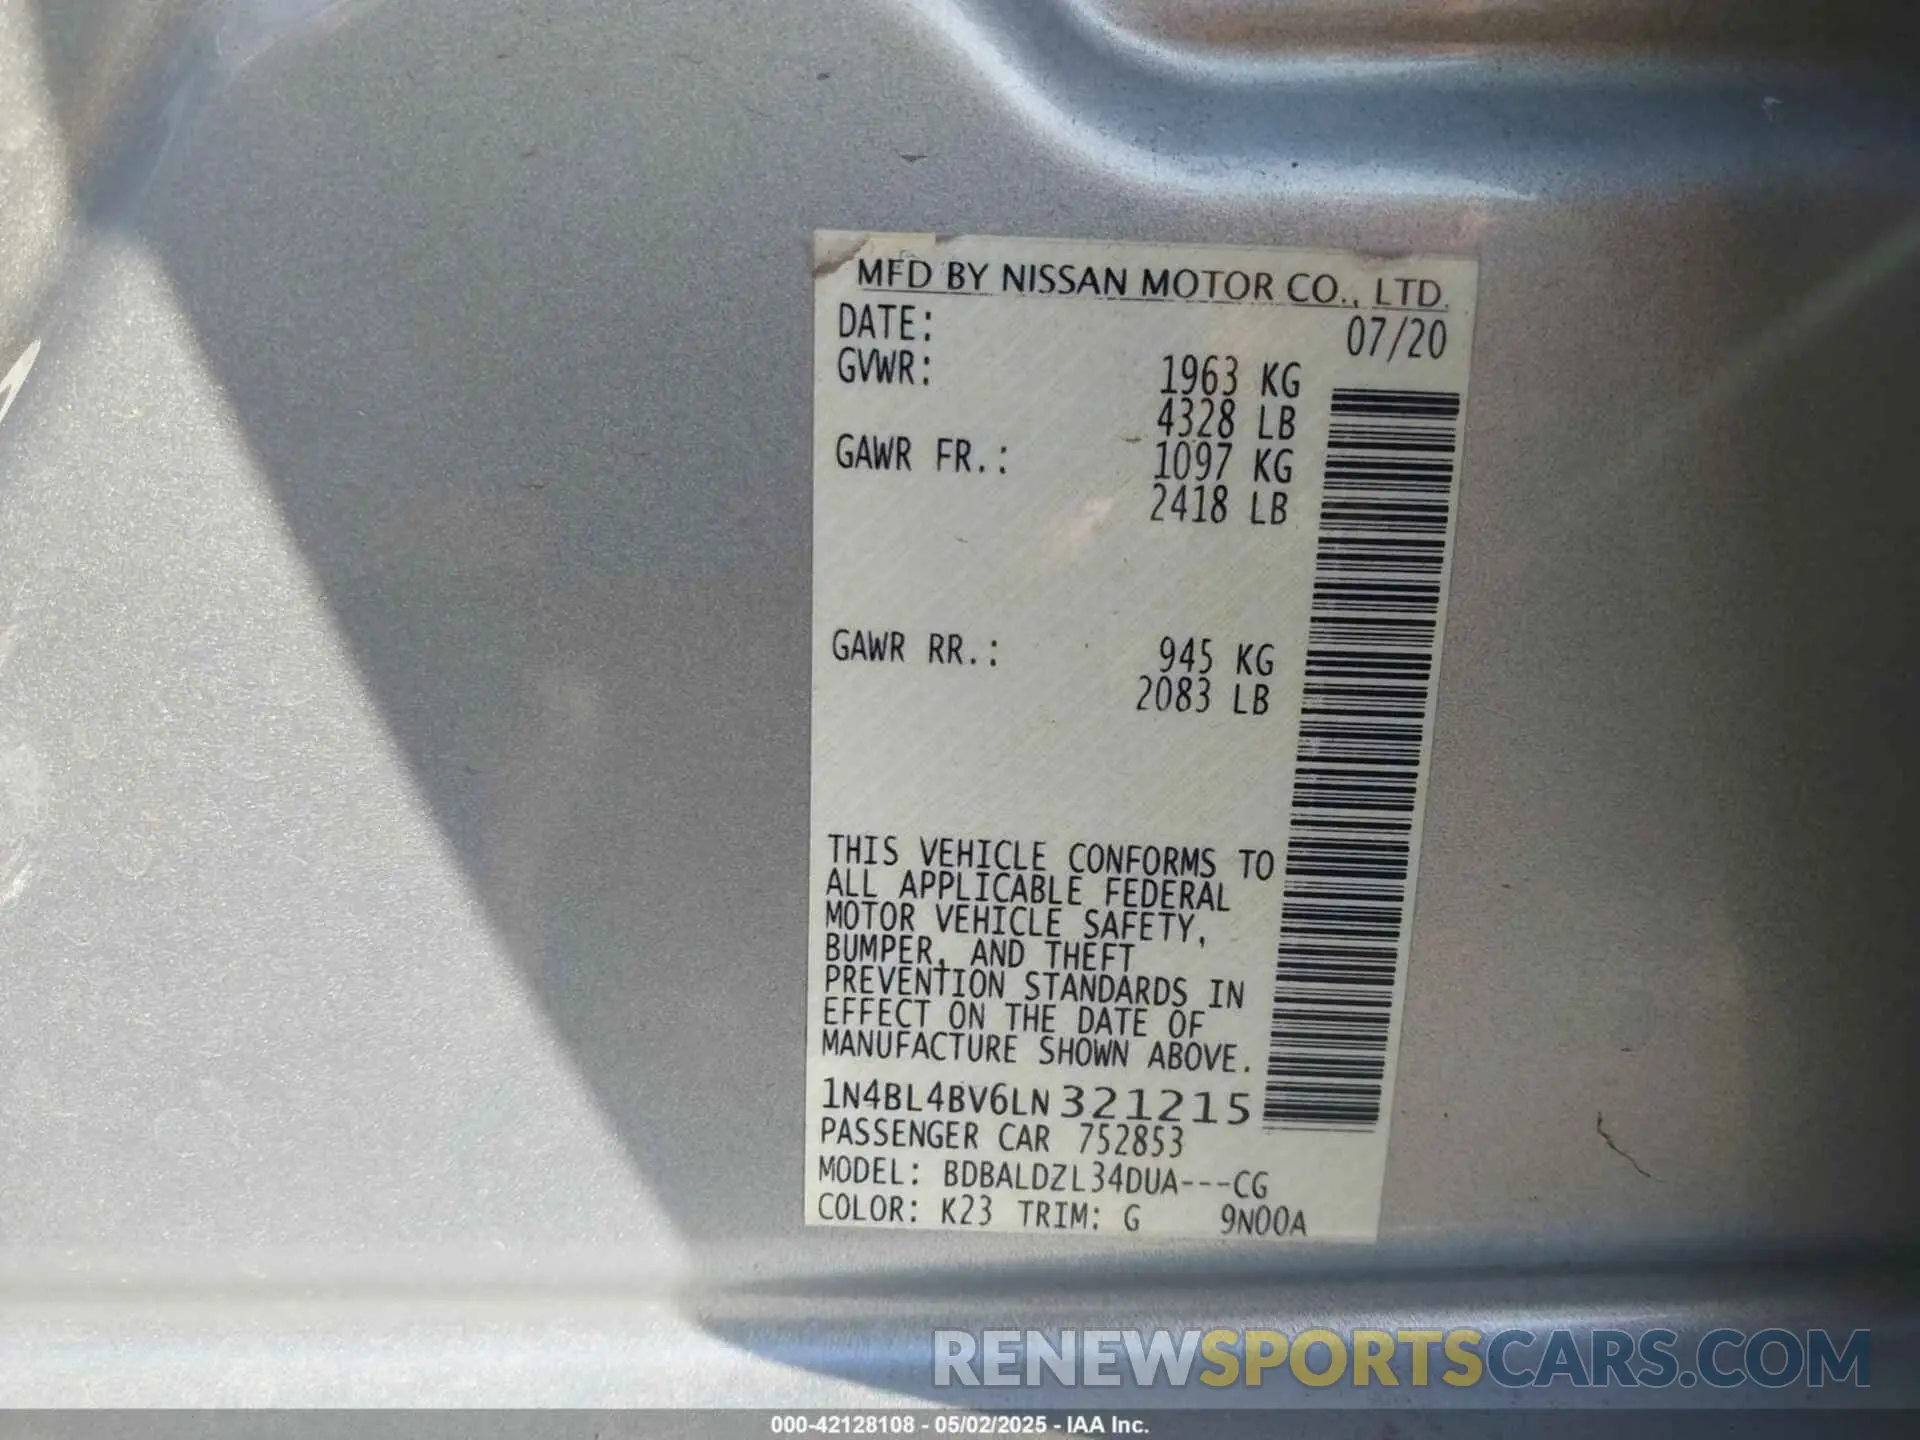 MFD BY NISSAN MOTOR CO., LTD.
DATE: 07/20
GVWR: 1963 KG
4328 LB
GAWR FR.: 1097 KG
2418 LB
GAWR RR.: 945 KG
2083 LB
THIS VEHICLE CONFORMS TO
ALL APPLICABLE FEDERAL
MOTOR VEHICLE SAFETY,
BUMPER, AND THEFT
PREVENTION STANDARDS IN
EFFECT ON THE DATE OF
MANUFACTURE SHOWN ABOVE.
1N4BL4BV6LN321215
PASSENGER CAR 752853
MODEL: BDBALDZL34DUA---CG
COLOR: K23 TRIM: G 9N00A
RENEWSPORTSCARS.COM
000-42128108 - 05/02/2025 - IAA Inc.